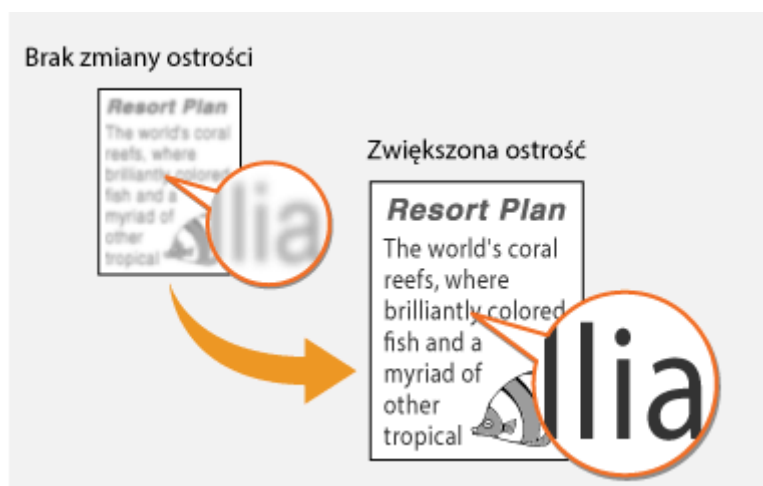 Brak zmiany ostrości
Resort Plan
The world's coral
reefs, where
brilliantly colored
fish and a
myriad of
other
tropical
lia
Zwiększona ostrość
Resort Plan
The world's coral
reefs, where
brilliantly colored
fish and a
myriad of
other
tropical
llia